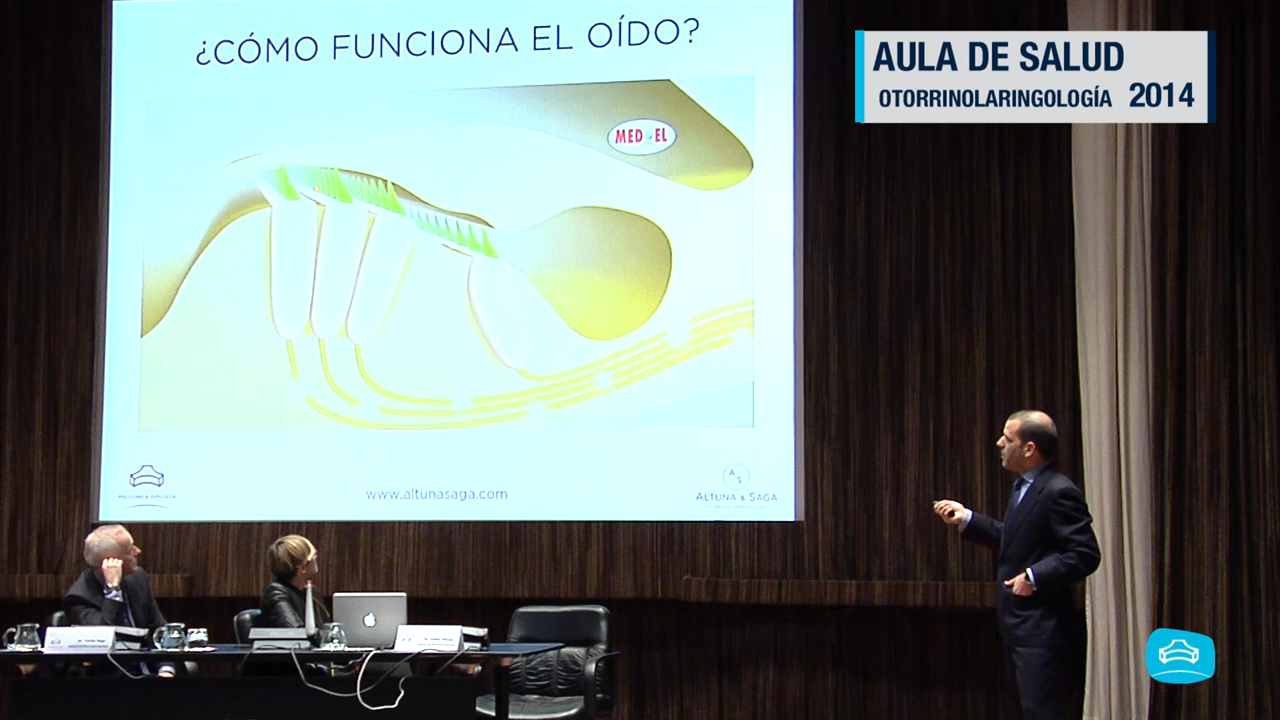 ¿CÓMO FUNCIONA EL OÍDO?
MED EL
www.altunasaga.com
A
S
ALTUNA & SAGA
AULA DE SALUD
OTORRINOLARINGOLOGÍA 2014